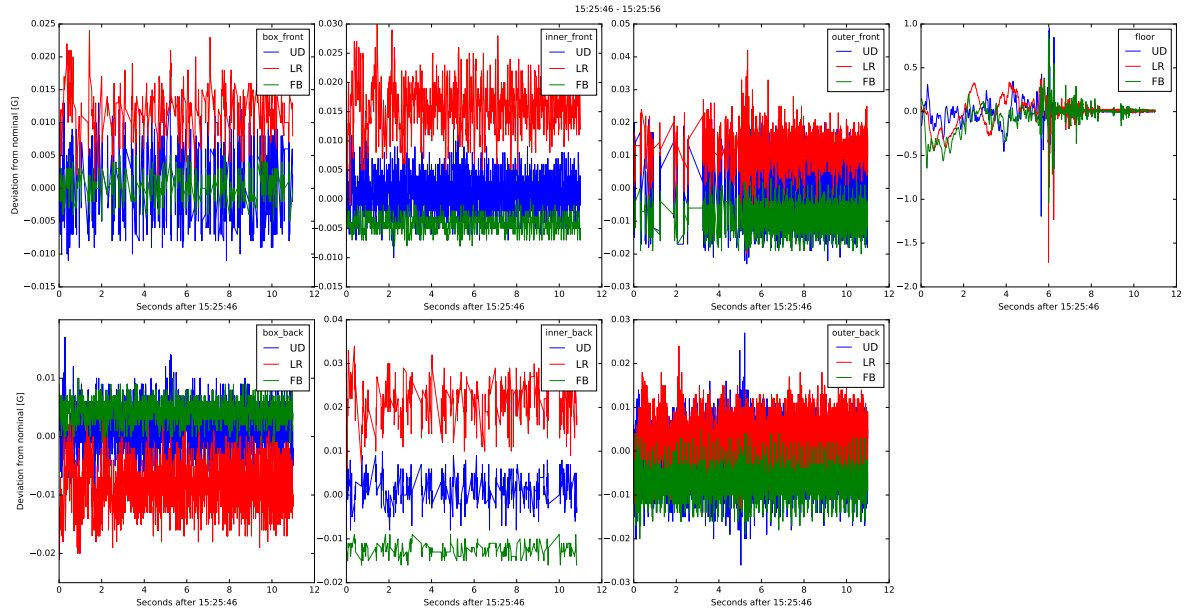 15:25:46 - 15:25:56
Deviation from nominal [G]
0.025
0.020
0.015
0.010
0.005
0.000
−0.005
−0.010
−0.015
0 2 4 6 8 10 12
Seconds after 15:25:46
box_front
UD
LR
FB
0.030
0.025
0.020
0.015
0.010
0.005
0.000
−0.005
−0.010
−0.015
0 2 4 6 8 10 12
Seconds after 15:25:46
inner_front
UD
LR
FB
0.05
0.04
0.03
0.02
0.01
0.00
−0.01
−0.02
−0.03
0 2 4 6 8 10 12
Seconds after 15:25:46
outer_front
UD
LR
FB
1.0
0.5
0.0
−0.5
−1.0
−1.5
−2.0
0 2 4 6 8 10 12
Seconds after 15:25:46
floor
UD
LR
FB
Deviation from nominal [G]
0.01
0.00
−0.01
−0.02
0 2 4 6 8 10 12
Seconds after 15:25:46
box_back
UD
LR
FB
0.04
0.03
0.02
0.01
0.00
−0.01
−0.02
0 2 4 6 8 10 12
Seconds after 15:25:46
inner_back
UD
LR
FB
0.03
0.02
0.01
0.00
−0.01
−0.02
−0.03
0 2 4 6 8 10 12
Seconds after 15:25:46
outer_back
UD
LR
FB